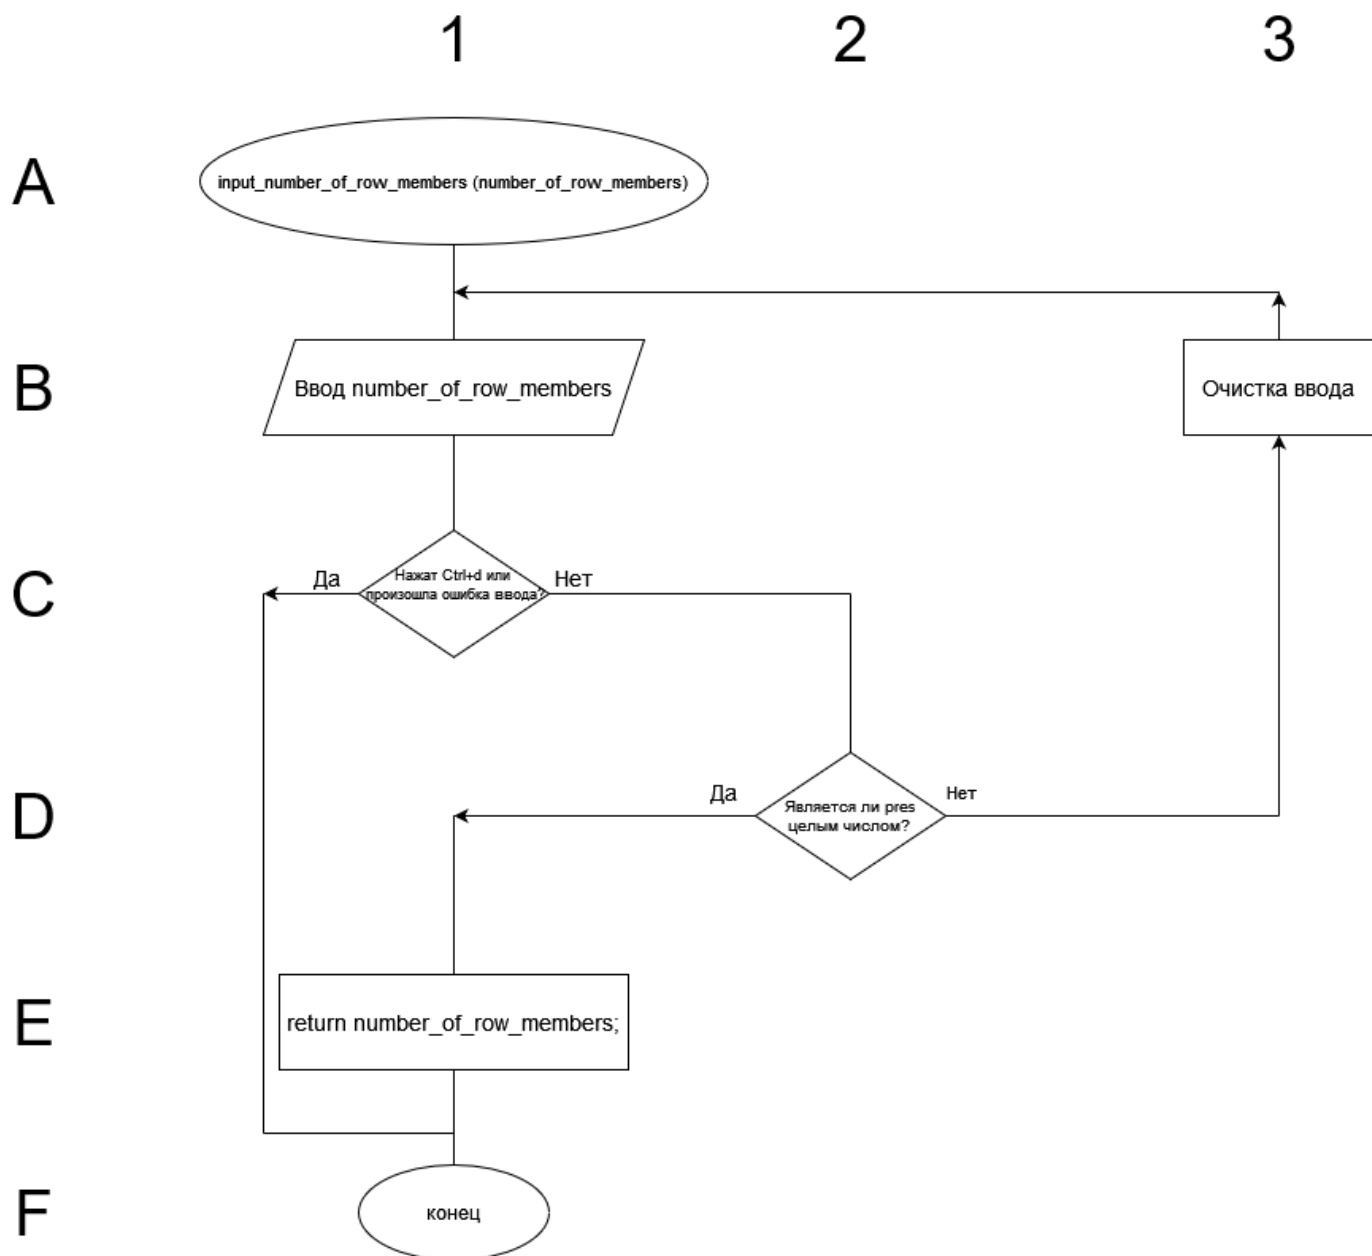 1 2 3
A
input_number_of_row_members (number_of_row_members)
B
Ввод number_of_row_members
Очистка ввода
C
Да
Нажат Ctrl+d или
произошла ошибка ввода?
Нет
D
Да
Является ли pres
целым числом?
Нет
E
return number_of_row_members;
F
конец